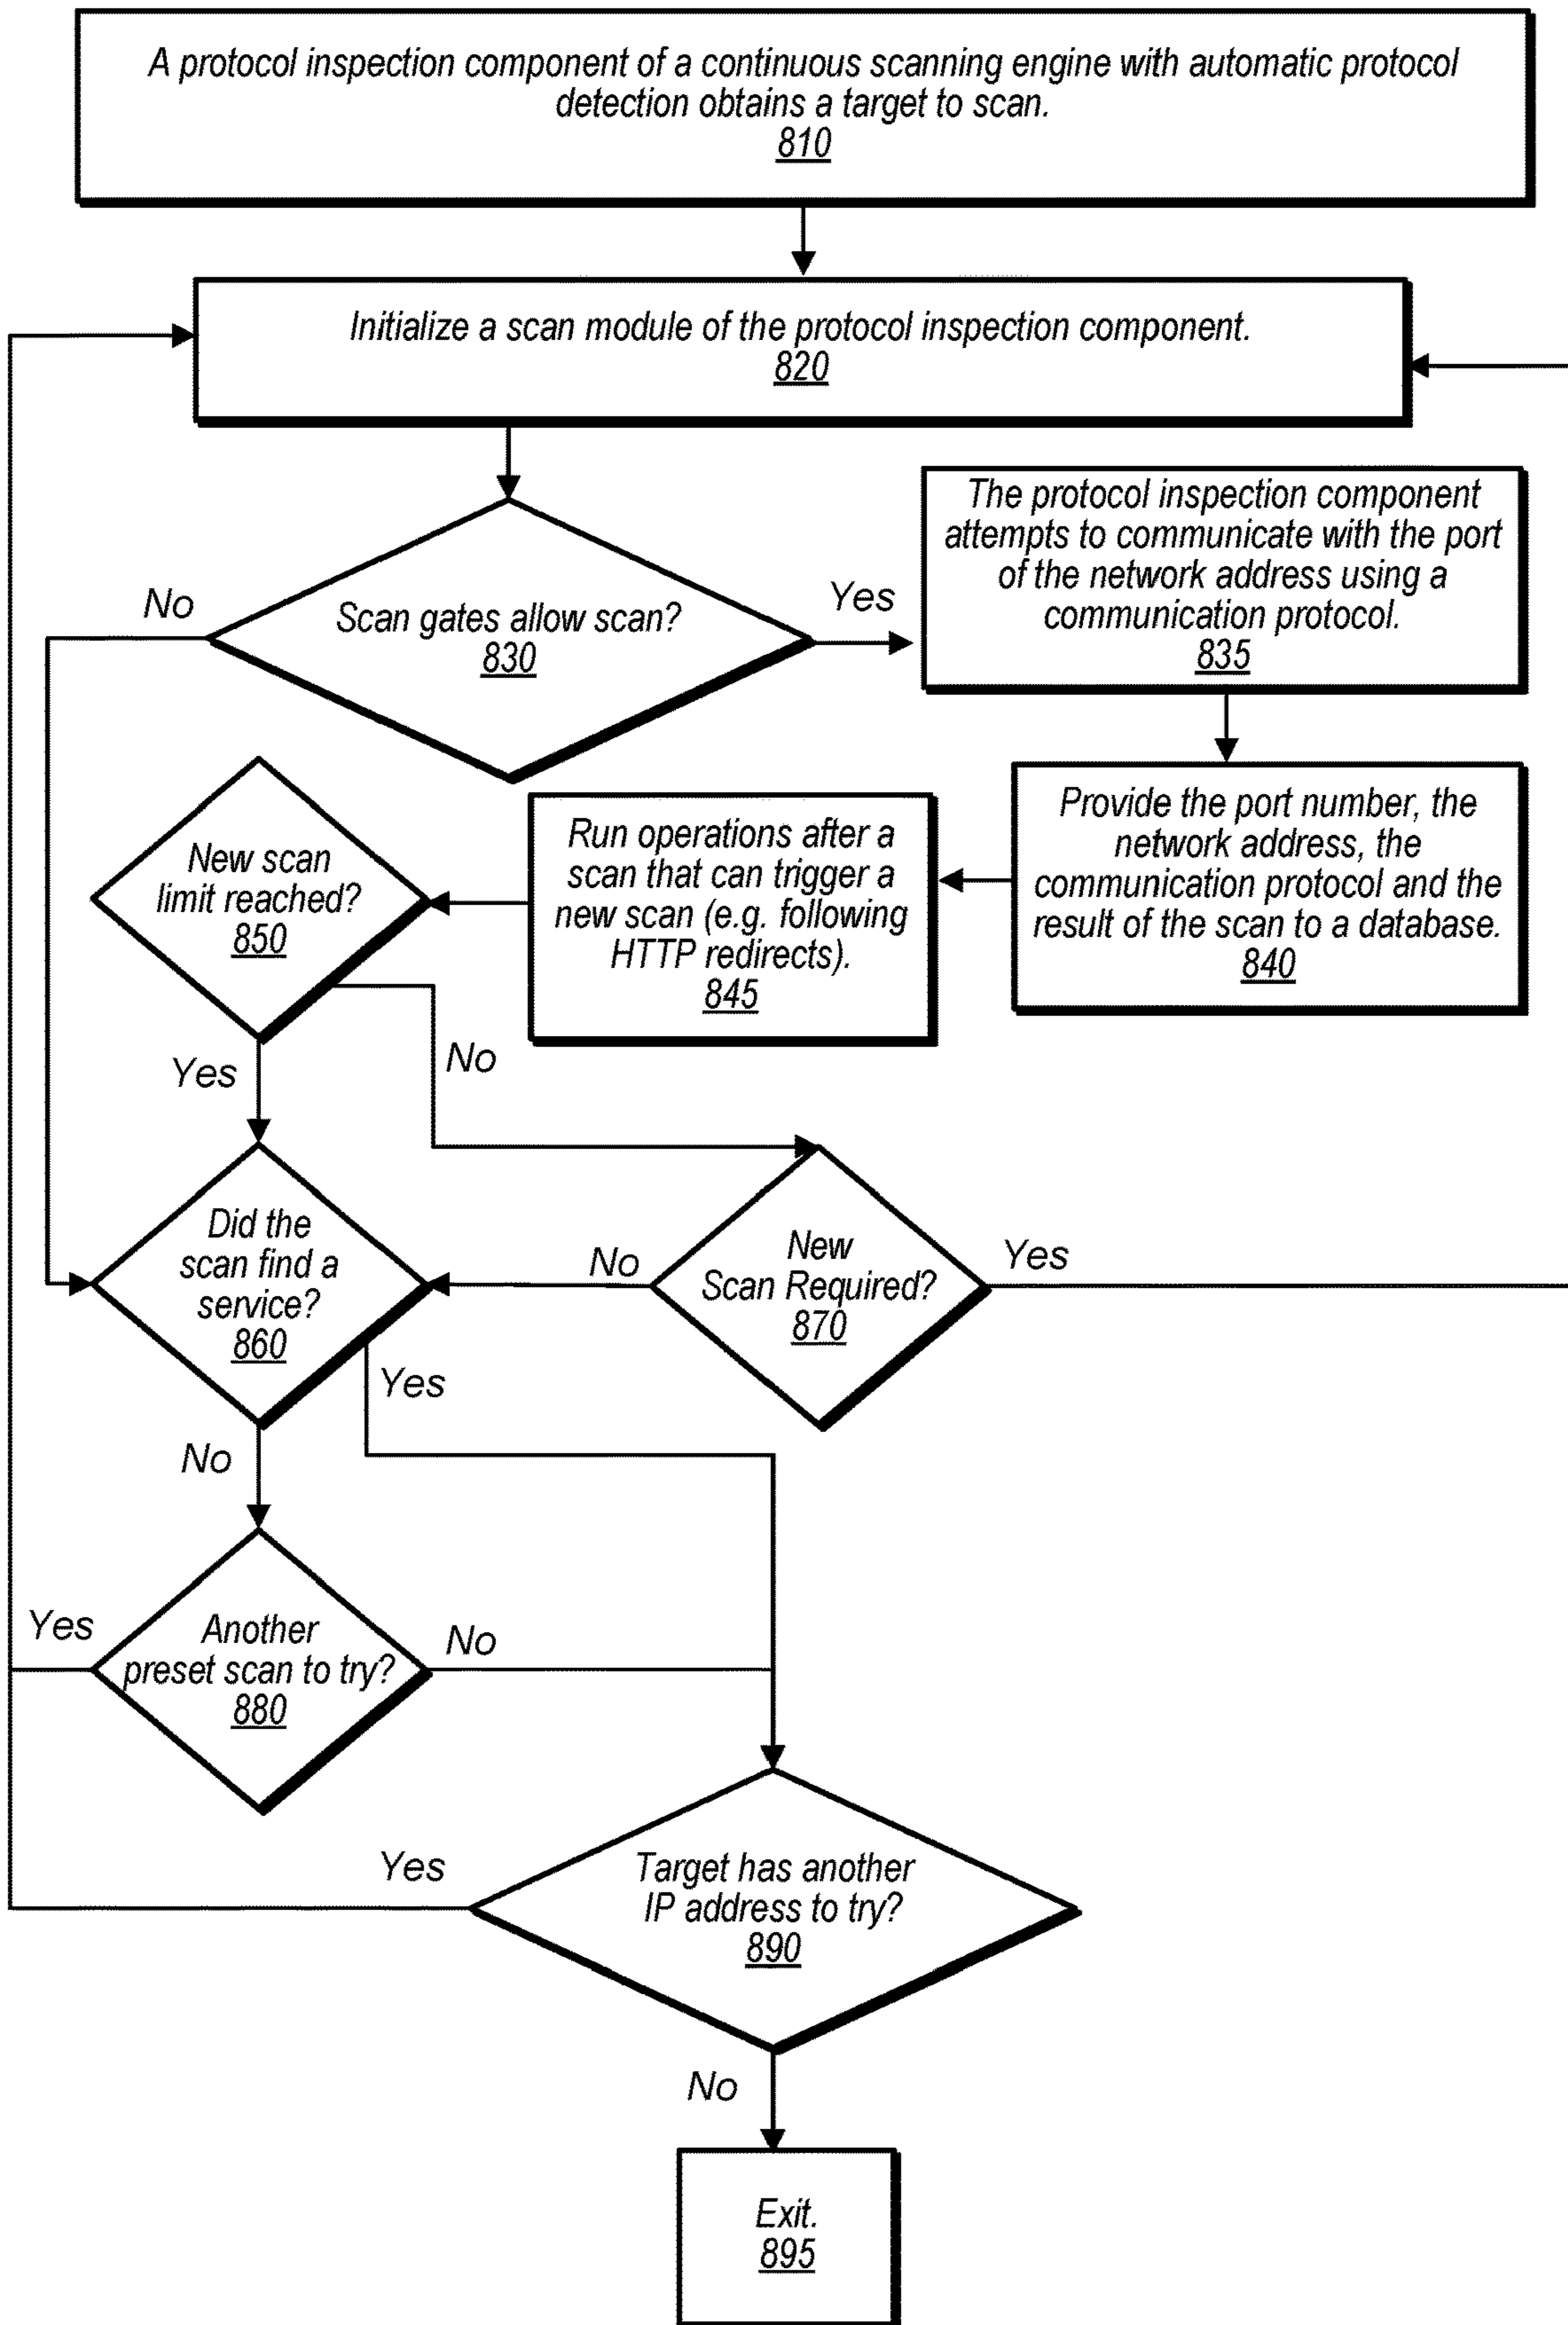 A protocol inspection component of a continuous scanning engine with automatic protocol
detection obtains a target to scan.
810
Initialize a scan module of the protocol inspection component.
820
Scan gates allow scan?
830
No
Yes
The protocol inspection component
attempts to communicate with the port
of the network address using a
communication protocol.
835
Provide the port number, the
network address, the
communication protocol and the
result of the scan to a database.
840
Run operations after a
scan that can trigger a
new scan (e.g. following
HTTP redirects).
845
New scan
limit reached?
850
Yes
No
Did the
scan find a
service?
860
No
New
Scan Required?
870
Yes
Yes
No
Another
preset scan to try?
880
Yes
No
Target has another
IP address to try?
890
Yes
No
Exit.
895